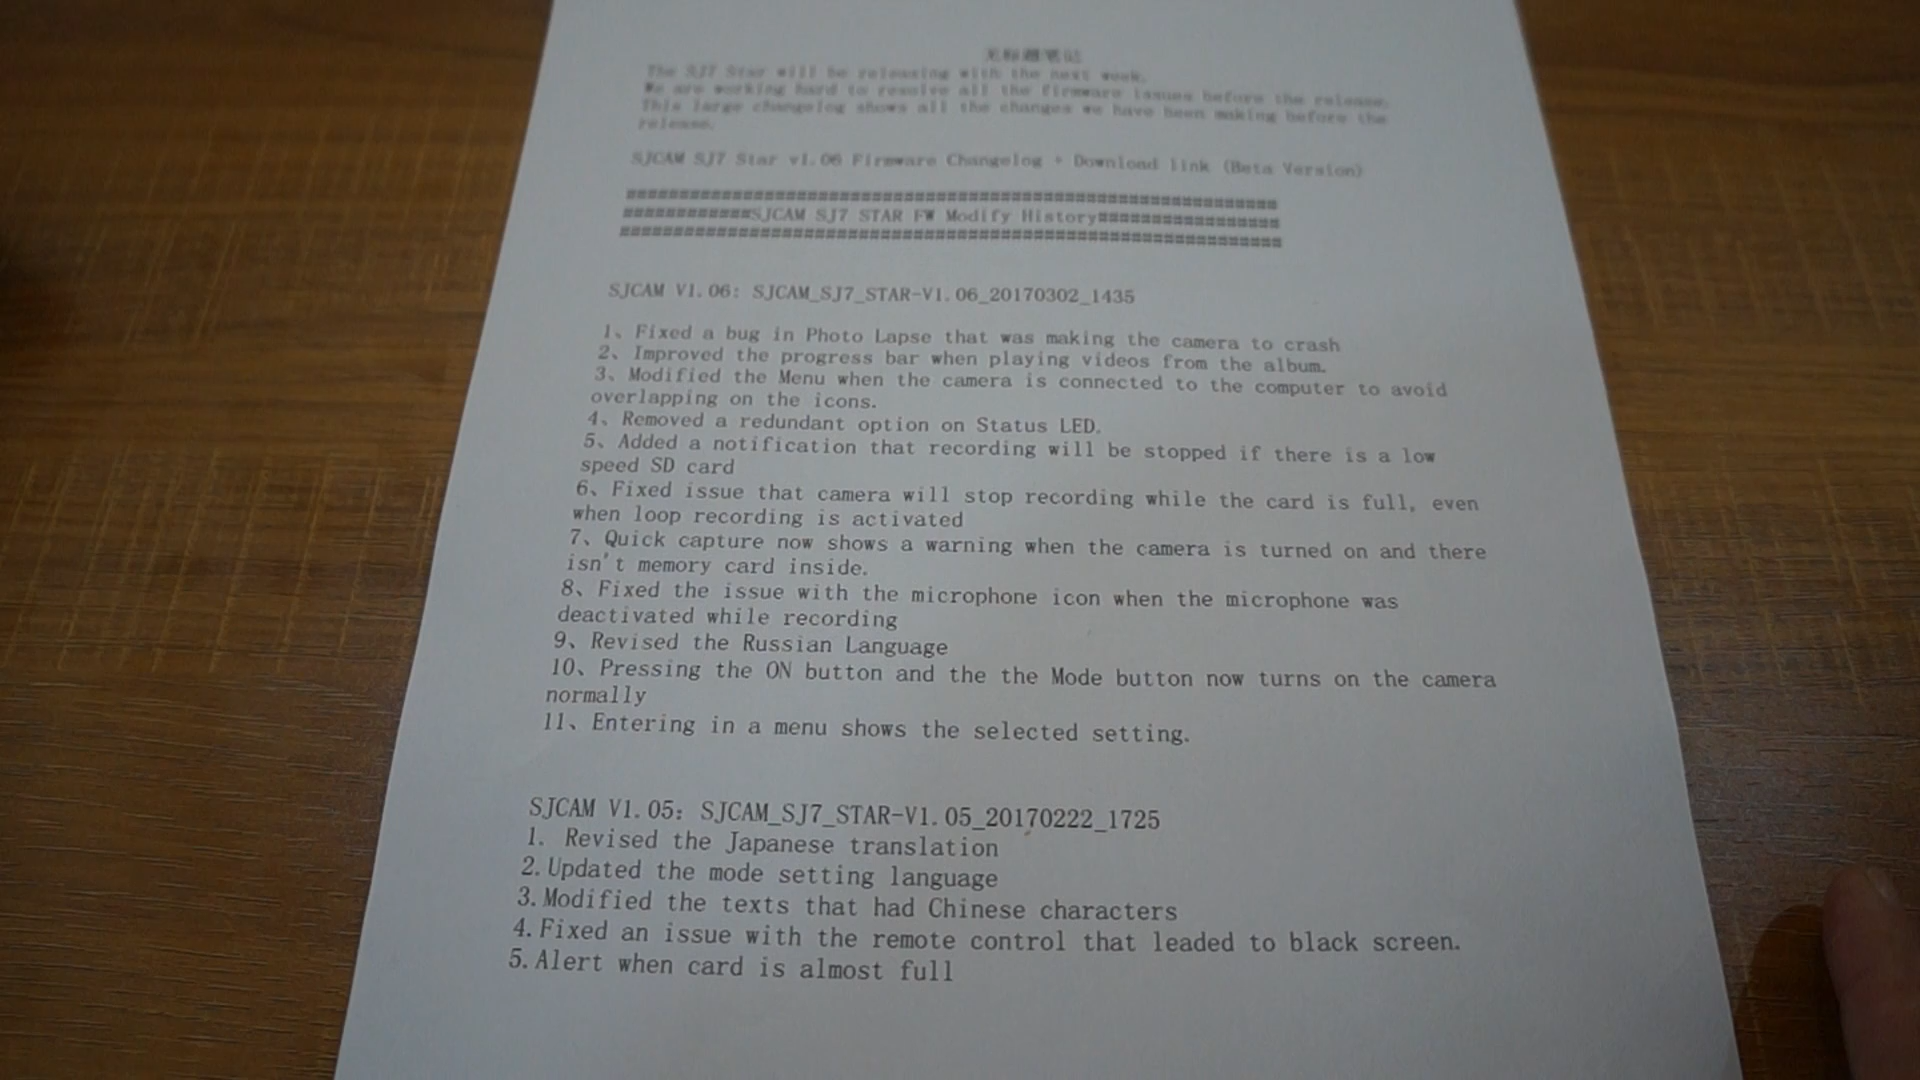 无标题笔记
The SJ7 Star will be releasing with the next week.
We are working hard to resolve all the firmware issues before the release.
This large changelog shows all the changes we have been making before the
release.
SJCAM SJ7 Star v1.06 Firmware Changelog + Download link (Beta Version)
SJCAM SJ7 STAR FW Modify History
SJCAM V1.06: SJCAM_SJ7_STAR-V1.06_20170302_1435
1、Fixed a bug in Photo Lapse that was making the camera to crash
2、Improved the progress bar when playing videos from the album.
3、Modified the Menu when the camera is connected to the computer to avoid
overlapping on the icons.
4、Removed a redundant option on Status LED.
5、Added a notification that recording will be stopped if there is a low
speed SD card
6、Fixed issue that camera will stop recording while the card is full, even
when loop recording is activated
7、Quick capture now shows a warning when the camera is turned on and there
isn't memory card inside.
8、Fixed the issue with the microphone icon when the microphone was
deactivated while recording
9、Revised the Russian Language
10、Pressing the ON button and the the Mode button now turns on the camera
normally
11、Entering in a menu shows the selected setting.
SJCAM V1.05: SJCAM_SJ7_STAR-V1.05_20170222_1725
1. Revised the Japanese translation
2.Updated the mode setting language
3.Modified the texts that had Chinese characters
4.Fixed an issue with the remote control that leaded to black screen.
5.Alert when card is almost full